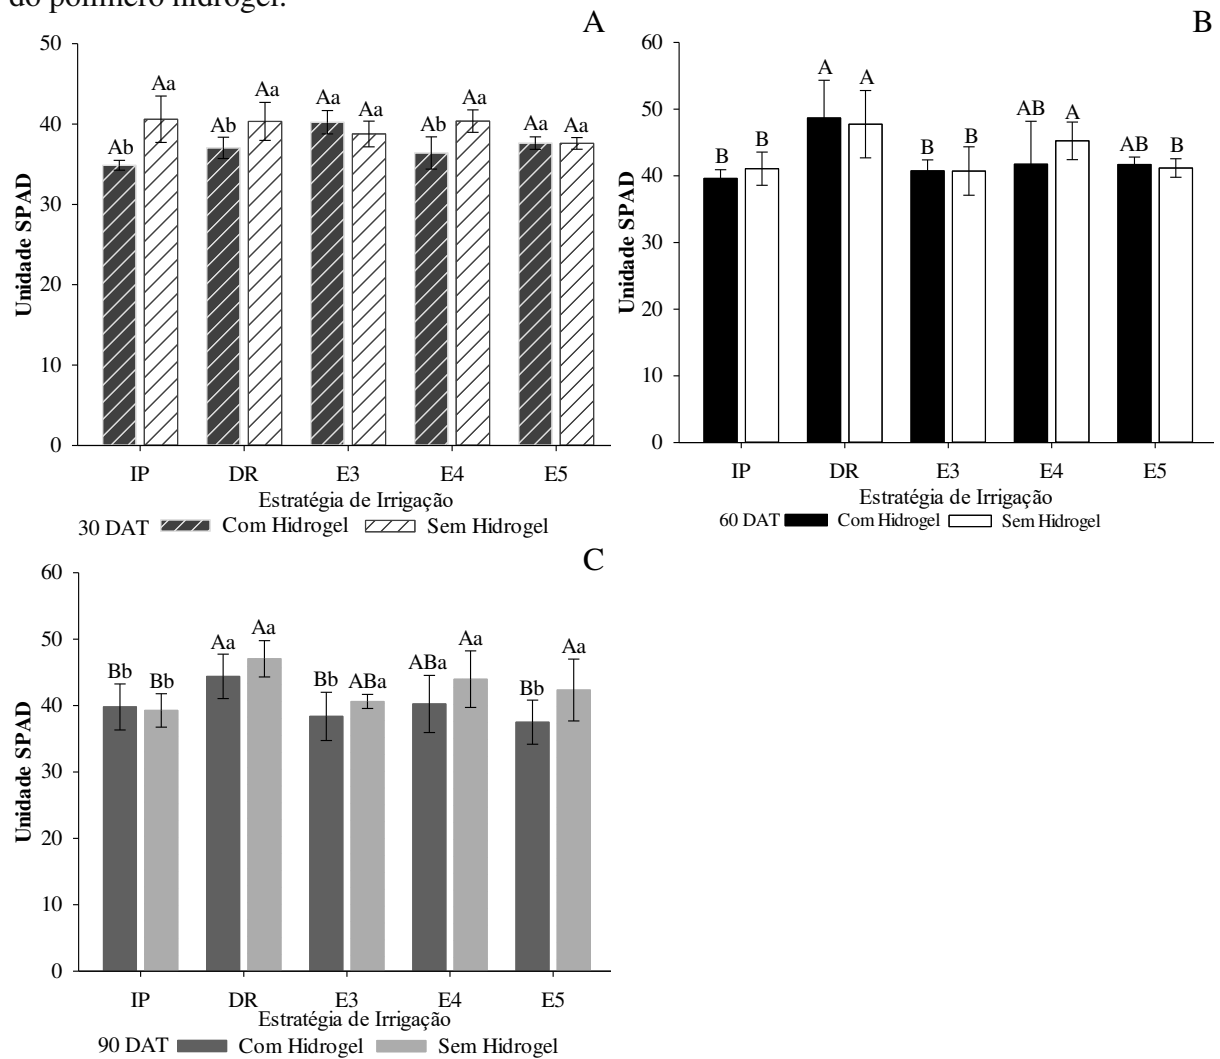 do polímero hidrogel.
A
50
40
30
20
10
0
Unidade SPAD
Ab Aa Ab Aa Aa Aa Ab Aa Aa Aa
IP DR E3 E4 E5
Estratégia de Irrigação
30 DAT Com Hidrogel Sem Hidrogel
B
60
50
40
30
20
10
0
Unidade SPAD
B B A A B B AB A AB B
IP DR E3 E4 E5
Estratégia de Irrigação
60 DAT Com Hidrogel Sem Hidrogel
C
60
50
40
30
20
10
0
Unidade SPAD
Bb Bb Aa Aa Bb ABa ABa Aa Bb Aa
IP DR E3 E4 E5
Estratégia de Irrigação
90 DAT Com Hidrogel Sem Hidrogel